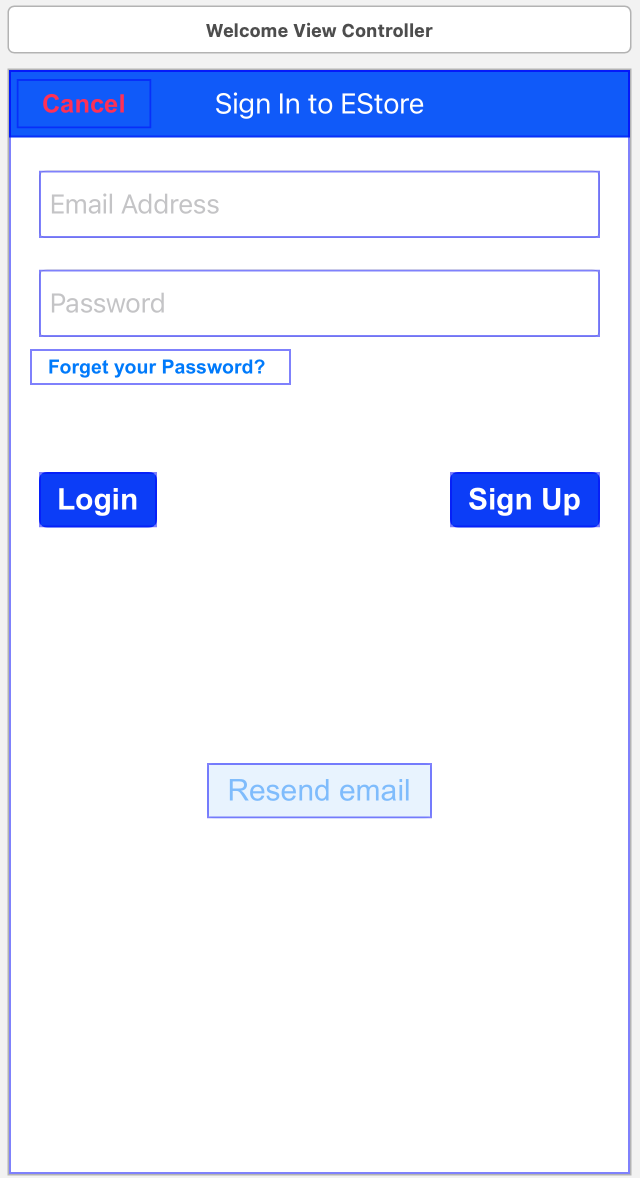 Welcome View Controller
Cancel
Sign In to EStore
Email Address
Password
Forget your Password?
Login
Sign Up
Resend email